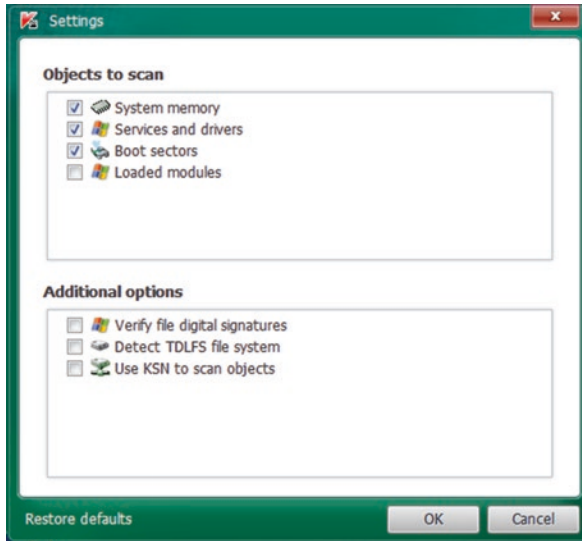 Settings
Objects to scan
System memory
Services and drivers
Boot sectors
Loaded modules
Additional options
Verify file digital signatures
Detect TDLFS file system
Use KSN to scan objects
Restore defaults
OK
Cancel